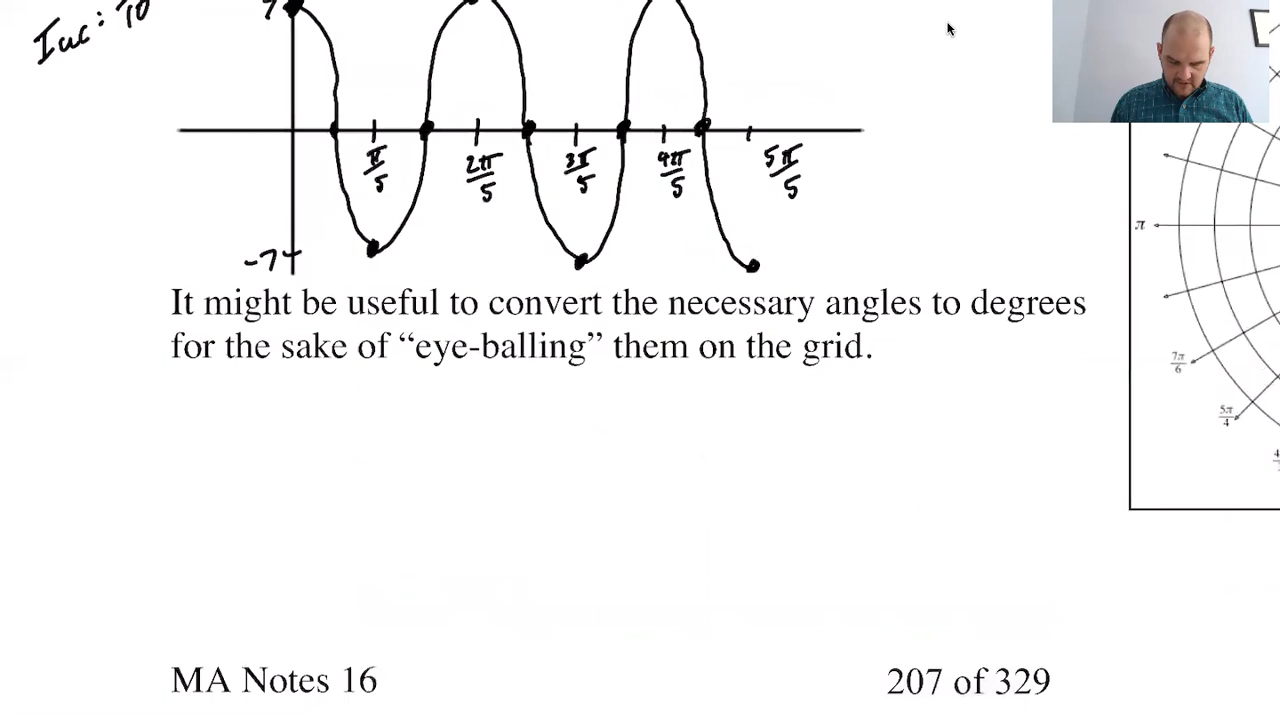 Inc: π/10
7
π/5 2π/5 3π/5 4π/5 5π/5
-7
It might be useful to convert the necessary angles to degrees
for the sake of “eye-balling” them on the grid.
π
7π/6
5π/4
4
MA Notes 16
207 of 329